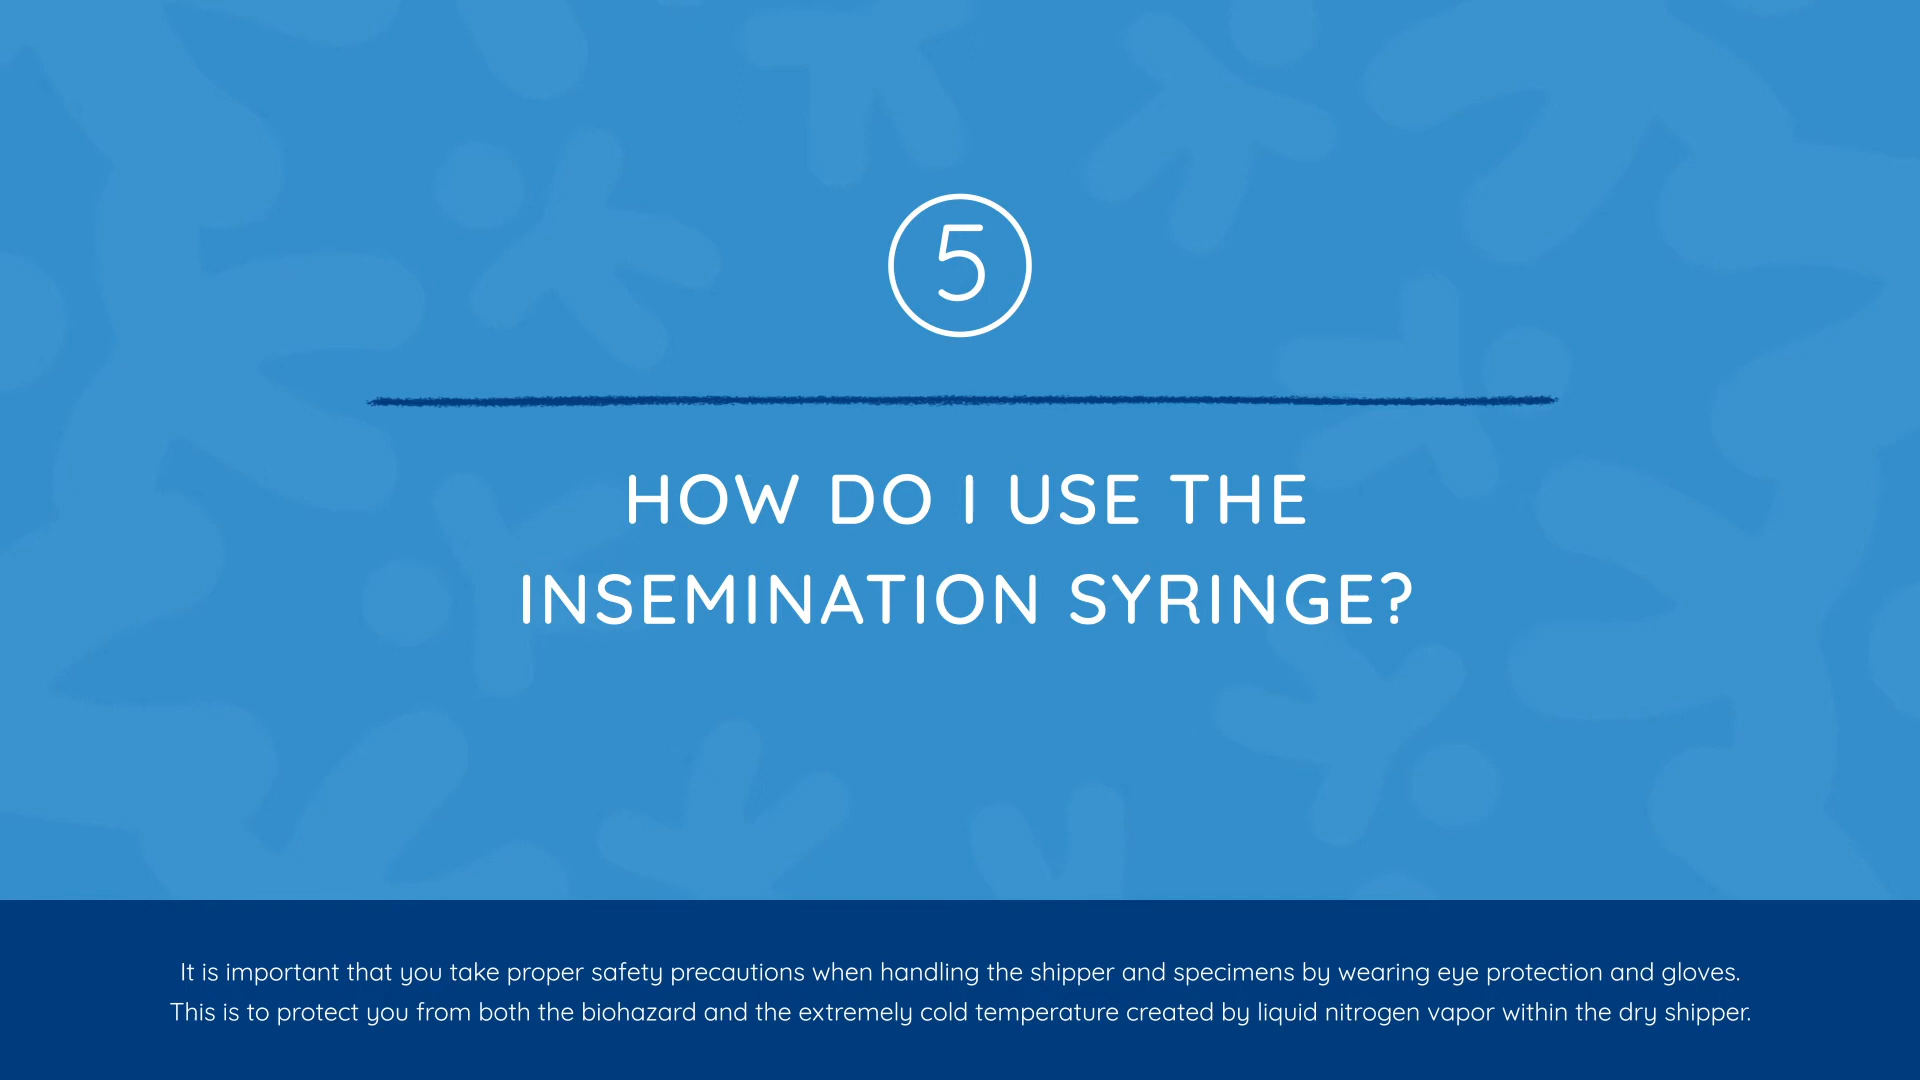 5
HOW DO I USE THE
INSEMINATION SYRINGE?
It is important that you take proper safety precautions when handling the shipper and specimens by wearing eye protection and gloves.
This is to protect you from both the biohazard and the extremely cold temperature created by liquid nitrogen vapor within the dry shipper.